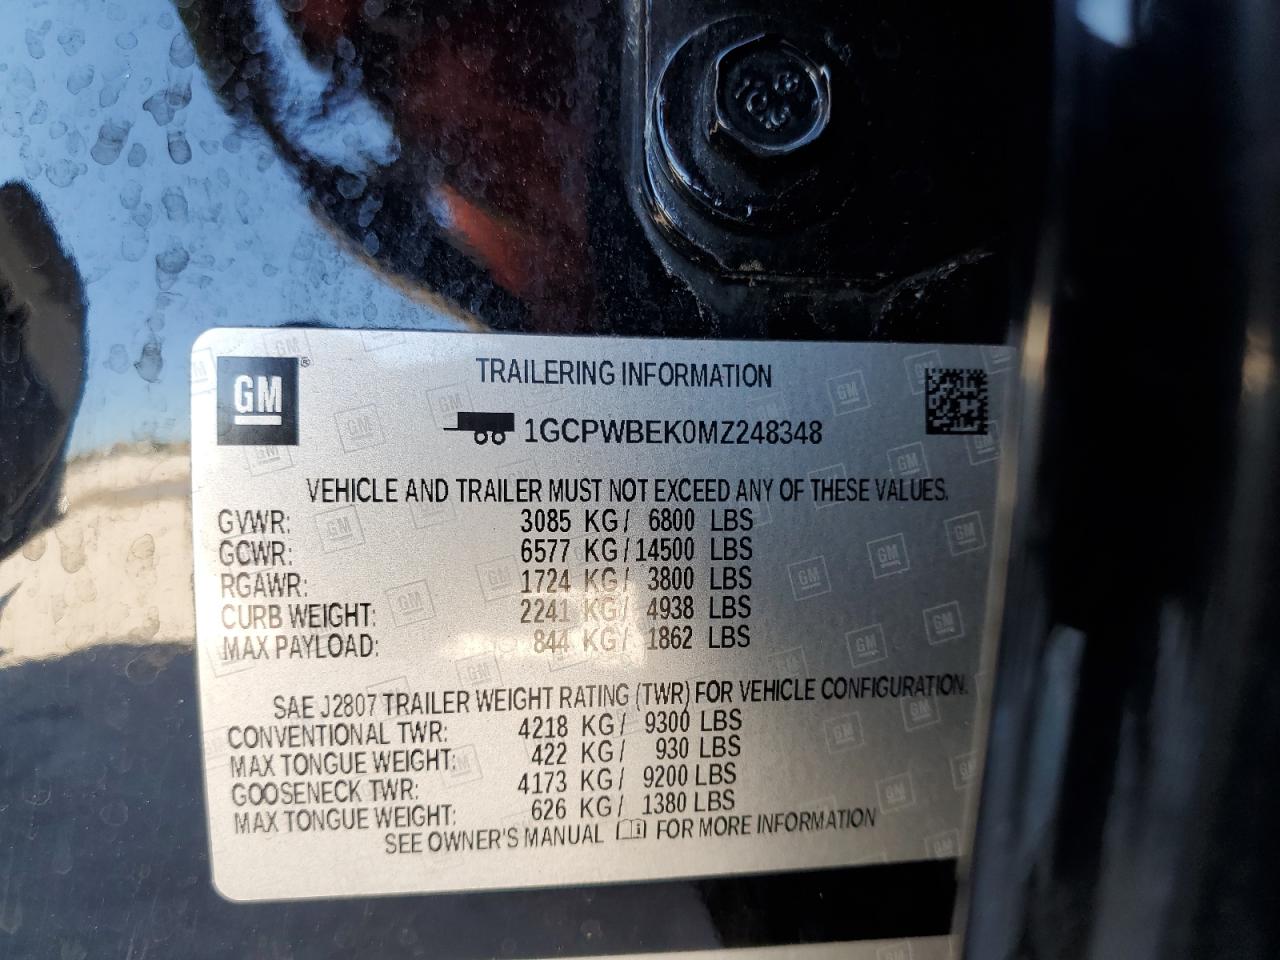 10.8
GM ®
TRAILERING INFORMATION
1GCPWBEK0MZ248348
VEHICLE AND TRAILER MUST NOT EXCEED ANY OF THESE VALUES.
GVWR: 3085 KG/ 6800 LBS
GCWR: 6577 KG/14500 LBS
RGAWR: 1724 KG/ 3800 LBS
CURB WEIGHT: 2241 KG/ 4938 LBS
MAX PAYLOAD: 844 KG/ 1862 LBS
SAE J2807 TRAILER WEIGHT RATING (TWR) FOR VEHICLE CONFIGURATION.
CONVENTIONAL TWR: 4218 KG/ 9300 LBS
MAX TONGUE WEIGHT: 422 KG/ 930 LBS
GOOSENECK TWR: 4173 KG/ 9200 LBS
MAX TONGUE WEIGHT: 626 KG/ 1380 LBS
SEE OWNER'S MANUAL FOR MORE INFORMATION